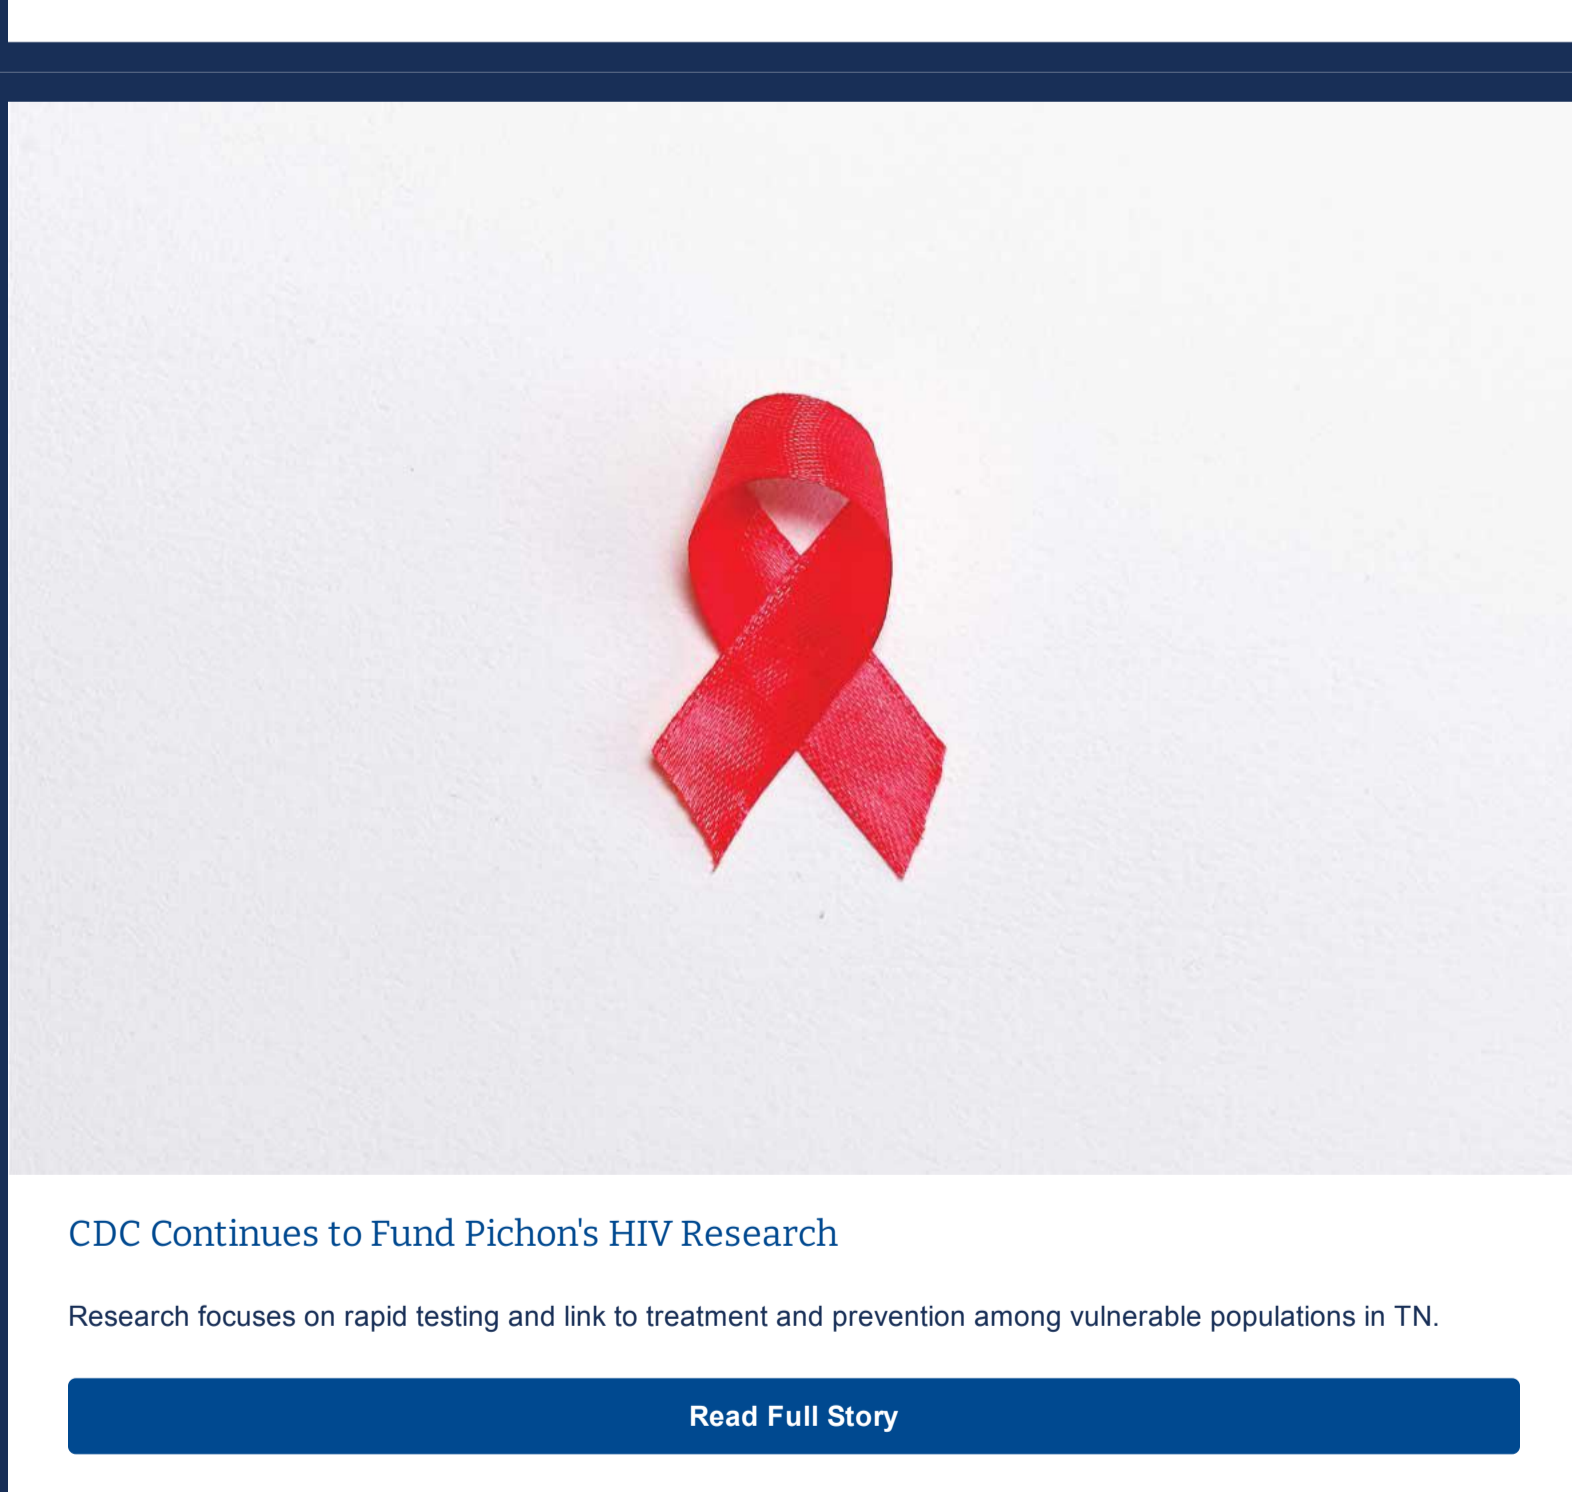 CDC Continues to Fund Pichon's HIV Research
Research focuses on rapid testing and link to treatment and prevention among vulnerable populations in TN.
Read Full Story